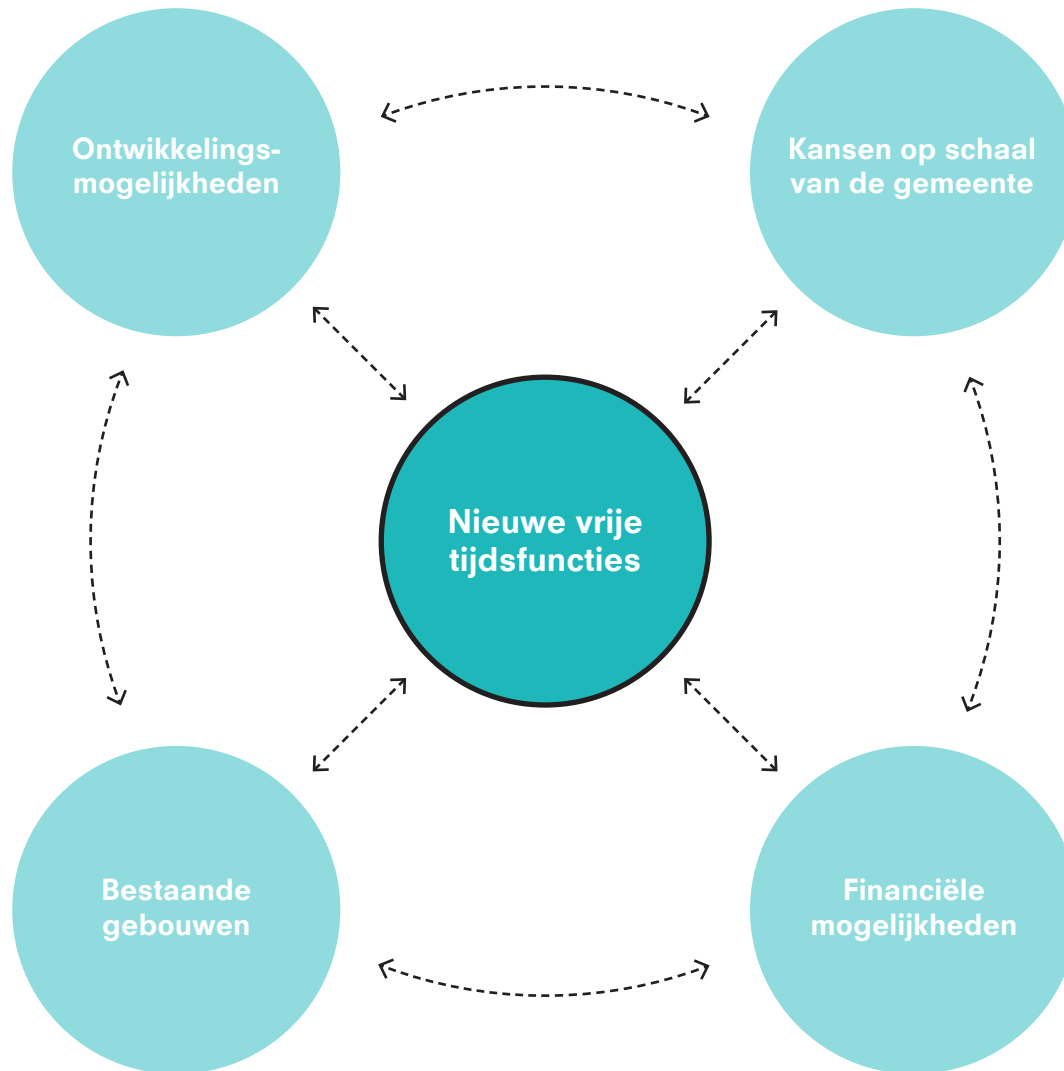 Ontwikkelings-
mogelijkheden
Kansen op schaal
van de gemeente
Nieuwe vrije
tijdsfuncties
Bestaande
gebouwen
Financiële
mogelijkheden